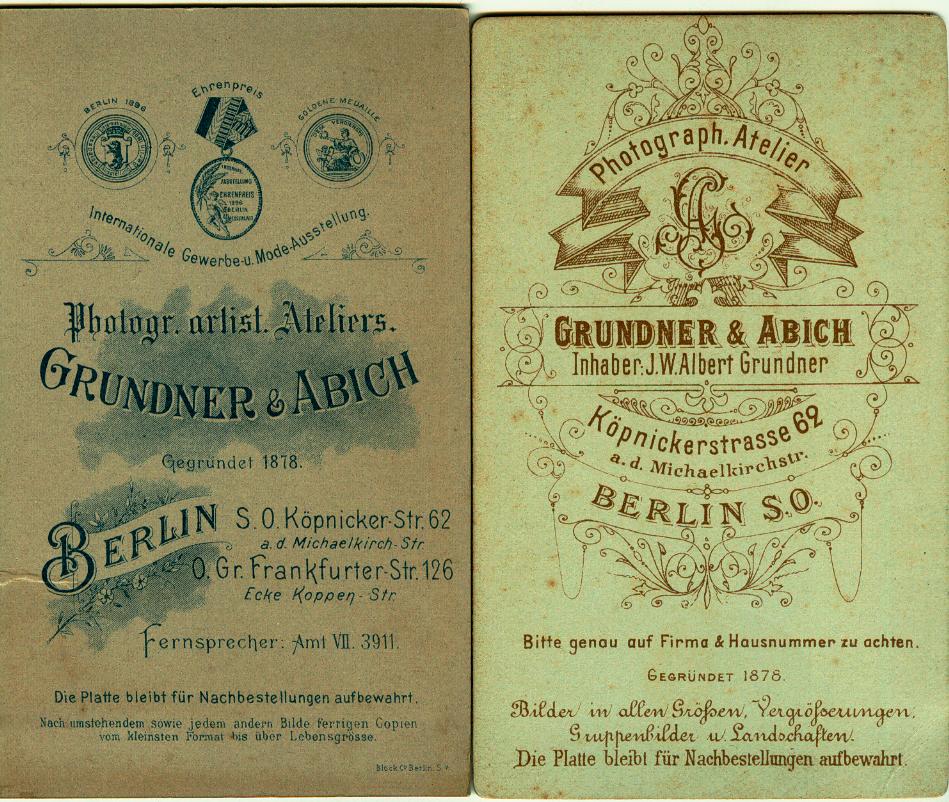 BERLIN 1896
Ehrenpreis
GOLDENE MEDAILLE
AUSSTELLUNG
EHRENPREIS
1896
BERLIN
Internationale Gewerbe-u. Mode-Ausstellung.
Photogr. artist. Ateliers.
GRUNDNER & ABICH
Gegründet 1878.
BERLIN S.O. Köpnicker-Str. 62
a.d. Michaelkirch-Str
O. Gr. Frankfurter-Str. 126
Ecke Koppen-Str
Fernsprecher: Amt VII. 3911.
Die Platte bleibt für Nachbestellungen aufbewahrt.
Nach umstehendem sowie jedem andern Bilde fertigen Copien
vom kleinsten Format bis über Lebensgrösse.
Photograph. Atelier
GRUNDNER & ABICH
Inhaber: J.W. Albert Grundner
Köpnickerstrasse 62
a.d. Michaelkirchstr.
BERLIN S.O.
Bitte genau auf Firma & Hausnummer zu achten.
GEGRÜNDET 1878.
Bilder in allen Größen, Vergrößerungen,
Gruppenbilder u. Landschaften.
Die Platte bleibt für Nachbestellungen aufbewahrt.